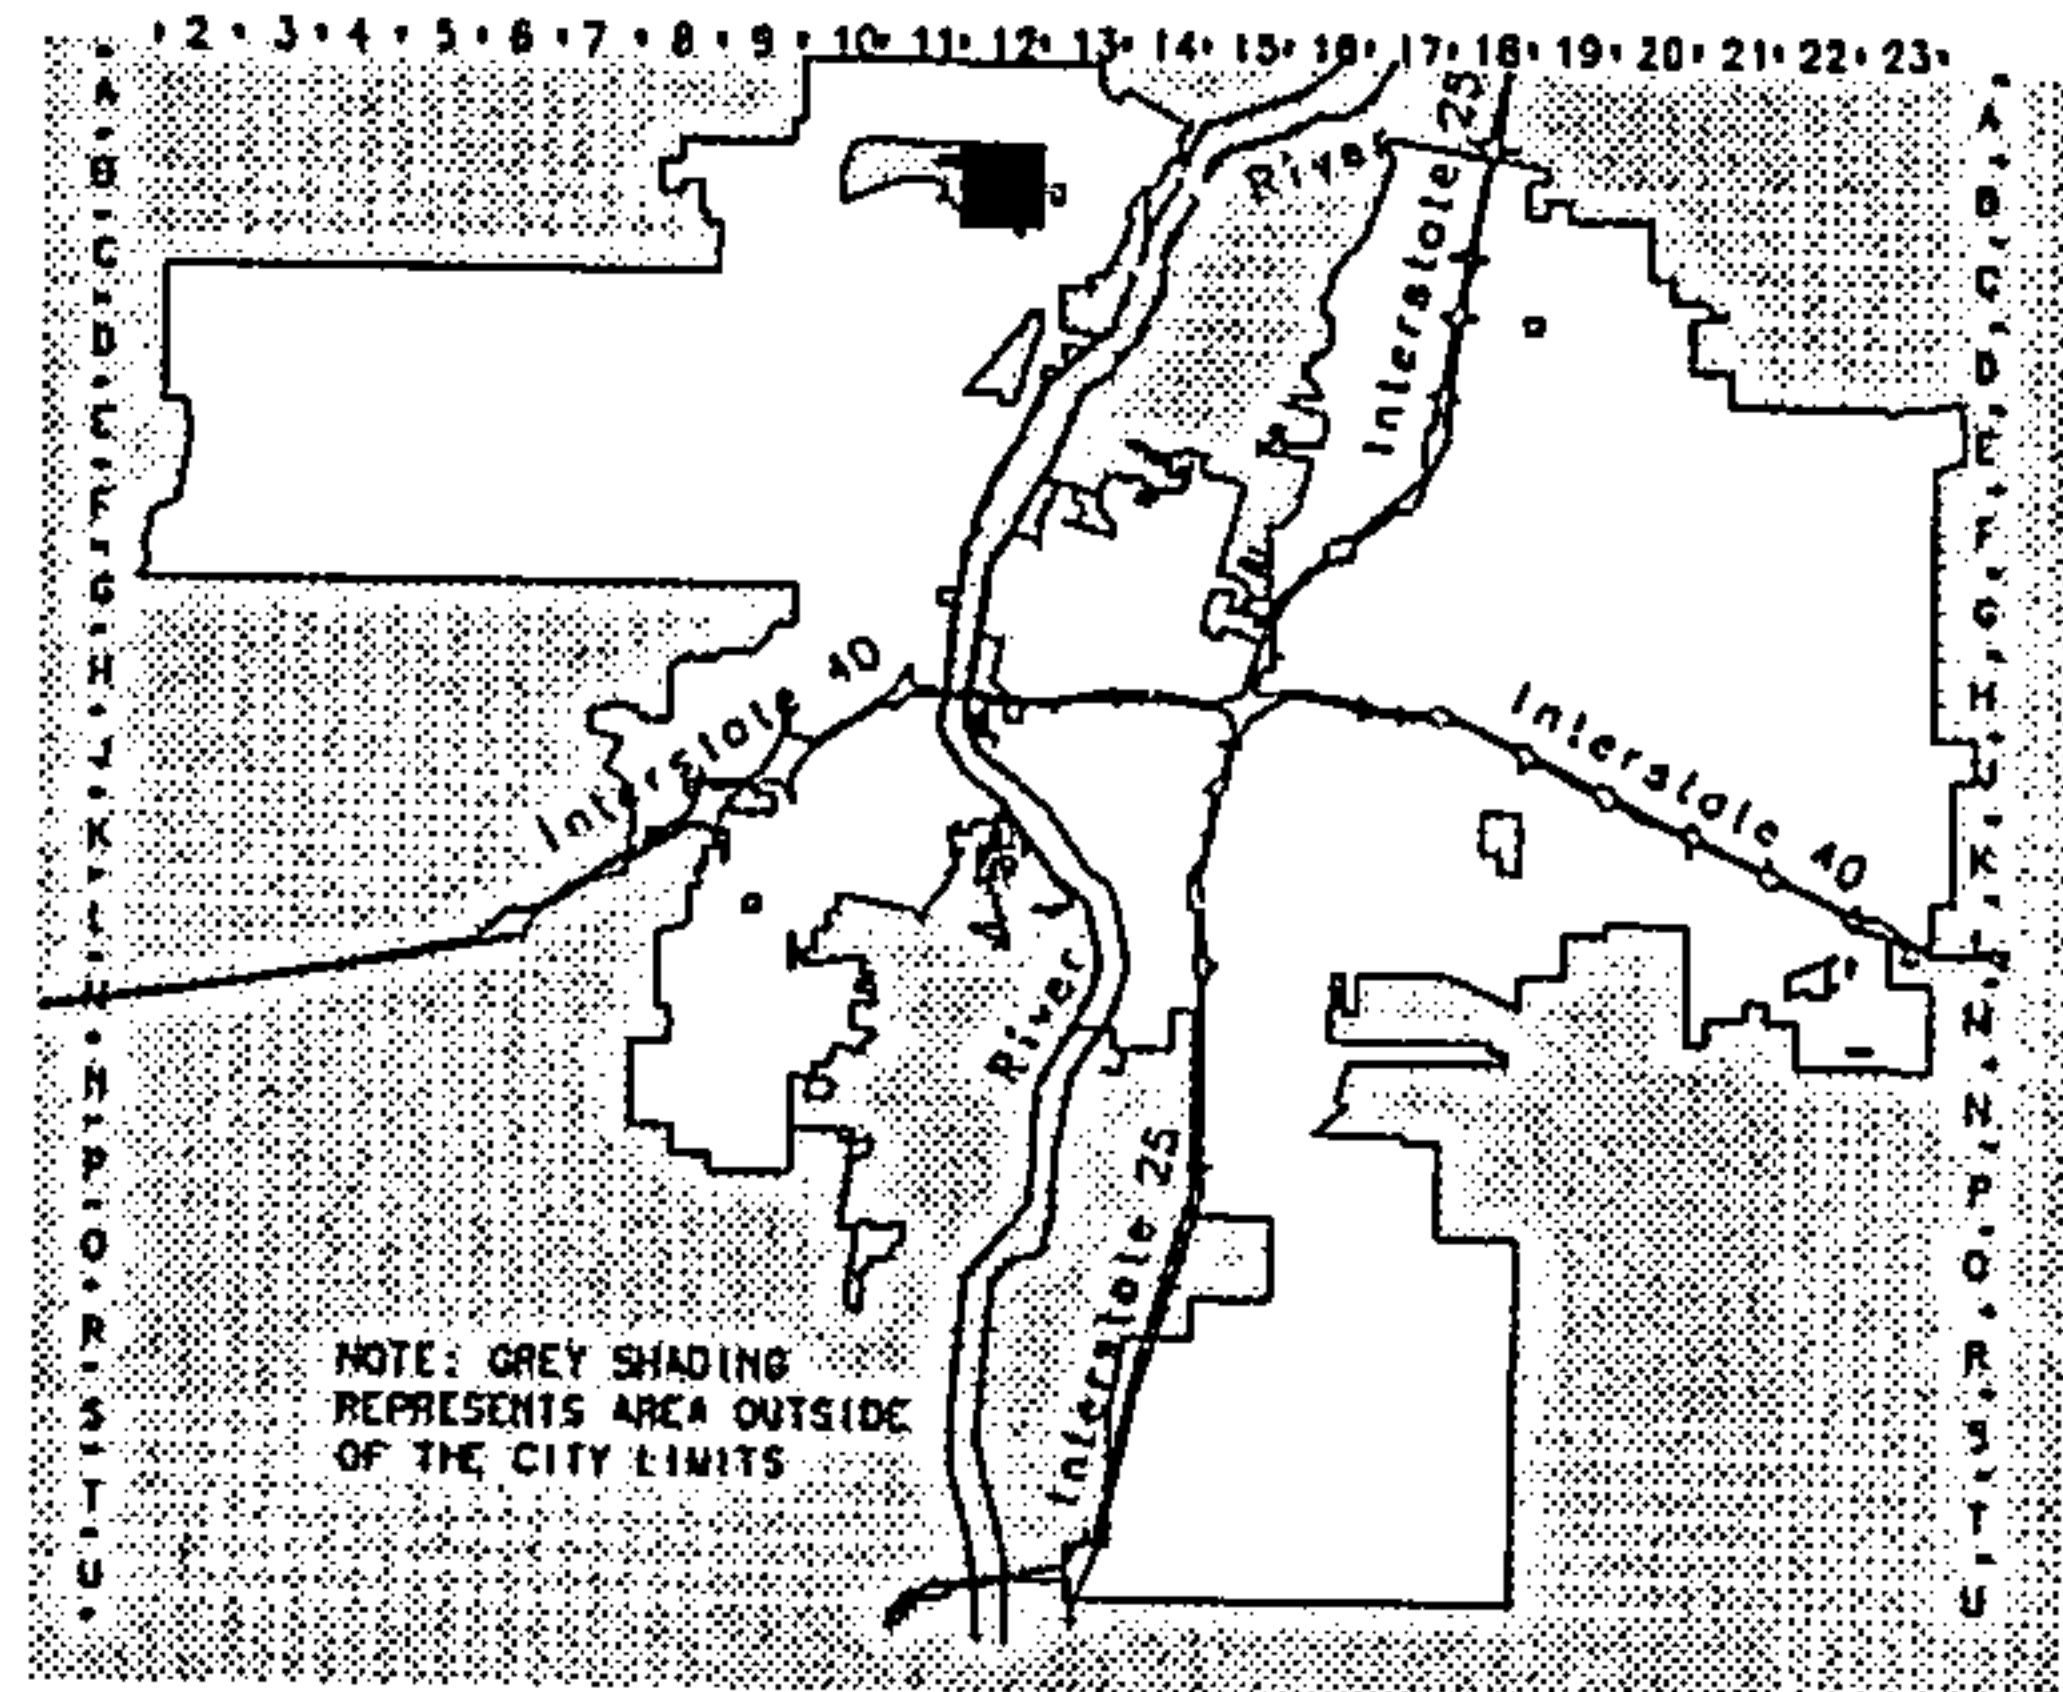 2 3 4 5 6 7 8 9 10 11 12 13 14 15 16 17 18 19 20 21 22 23
A
B
C
D
E
F
G
H
J
K
L
M
N
P
Q
R
S
T
U
River
Interstate 25
Interstate 40
Interstate 40
River
Interstate 25
NOTE: GREY SHADING
REPRESENTS AREA OUTSIDE
OF THE CITY LIMITS
A
B
C
D
E
F
G
H
J
K
L
M
N
P
Q
R
S
T
U